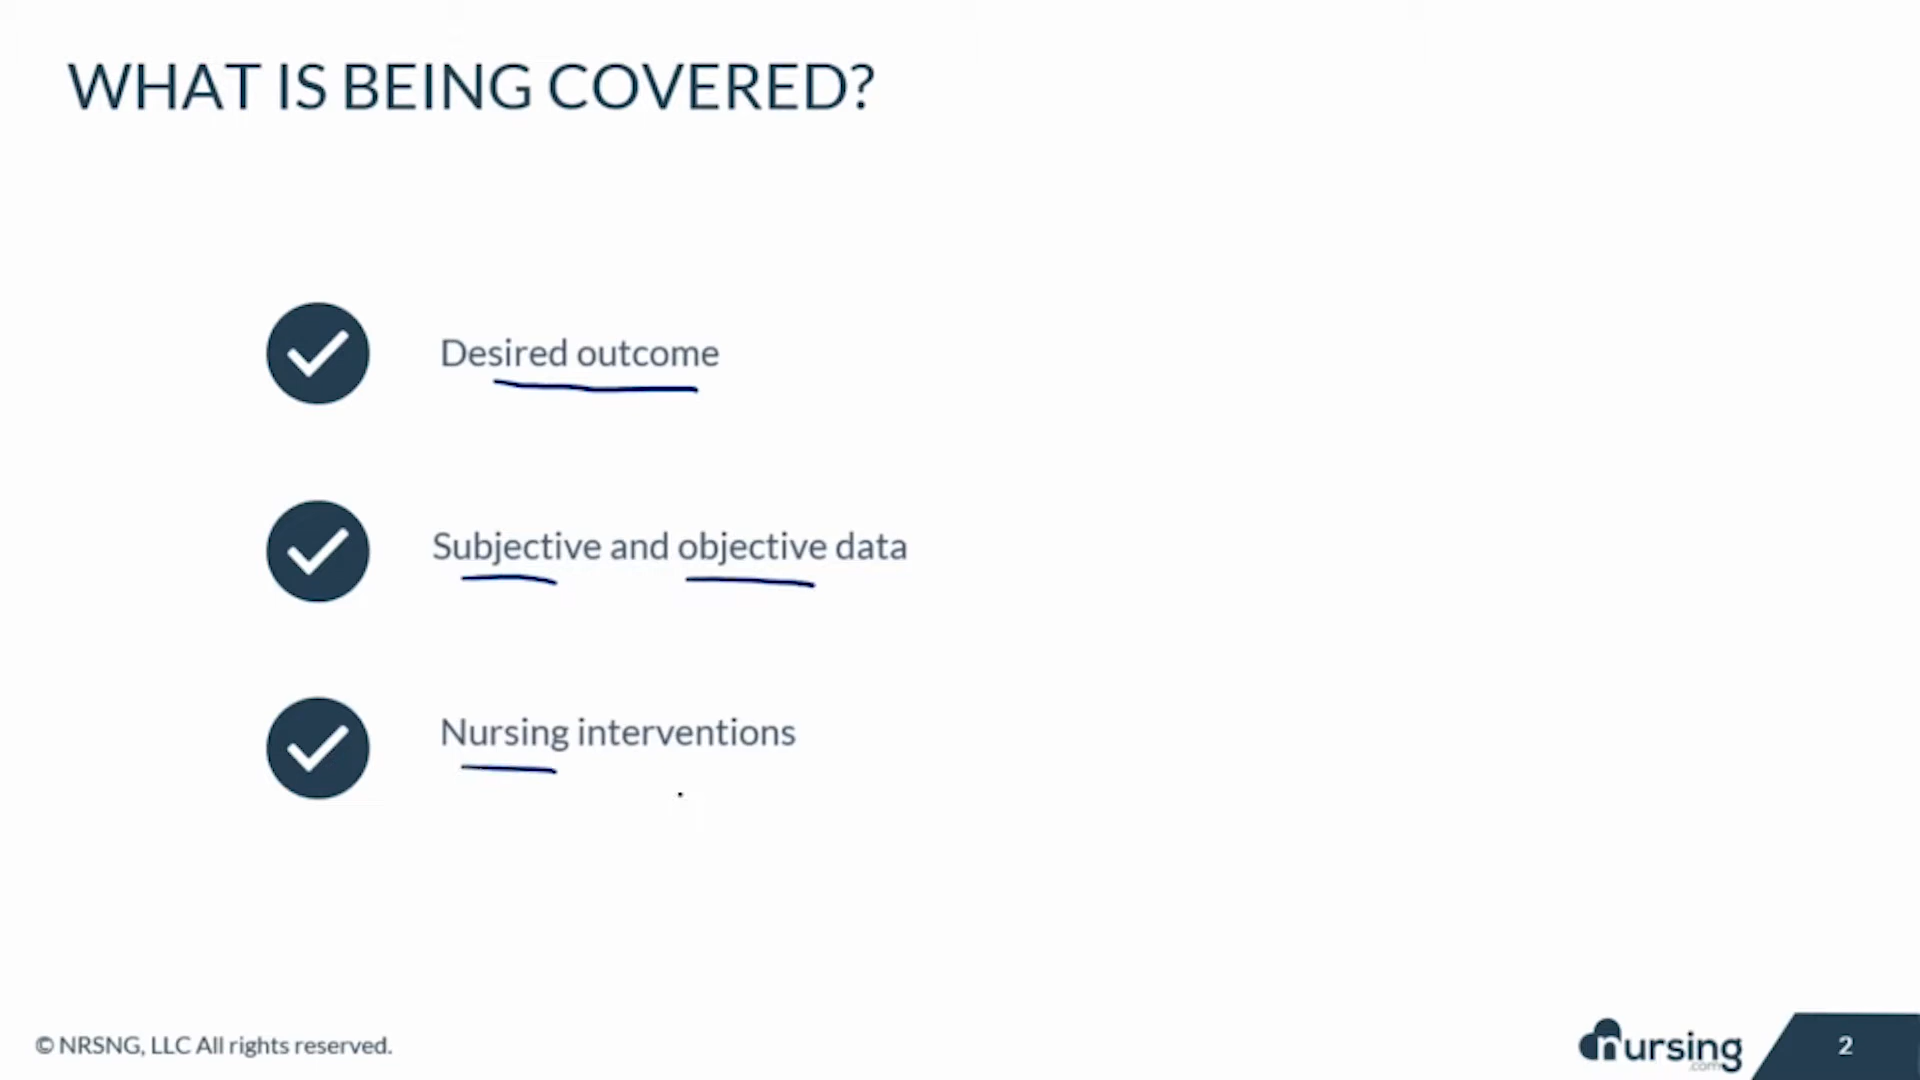 WHAT IS BEING COVERED?
Desired outcome
Subjective and objective data
Nursing interventions
© NRSNG, LLC All rights reserved.
nursing
.com
2